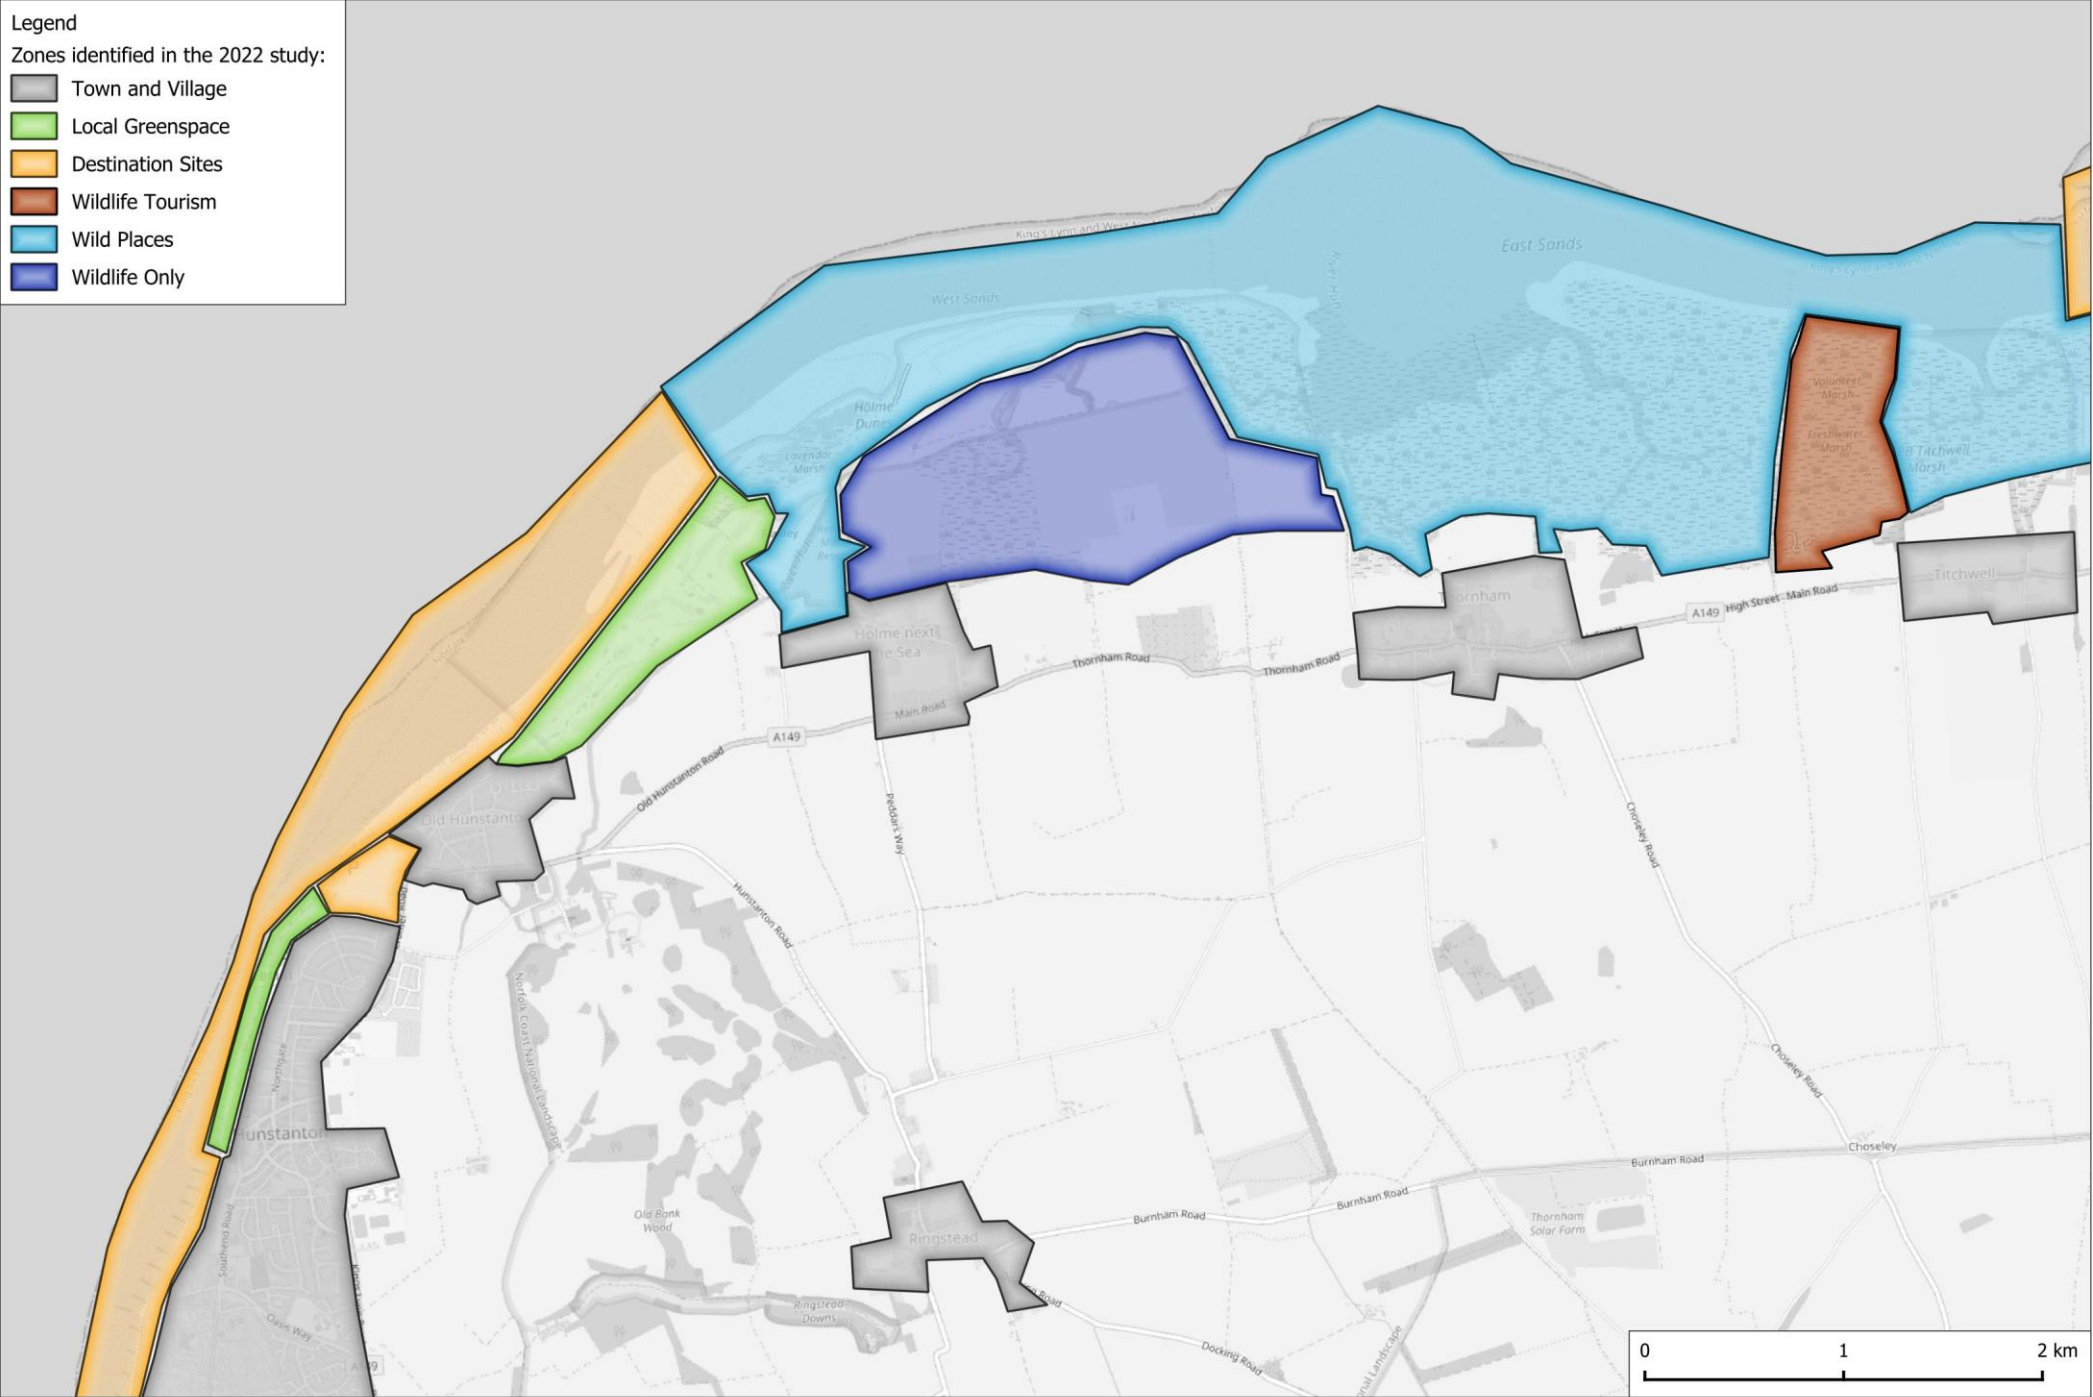 Legend
Zones identified in the 2022 study:
Town and Village
Local Greenspace
Destination Sites
Wildlife Tourism
Wild Places
Wildlife Only
East Sands
West Sands
Holme
Dune
Lavendar
Marsh
Volunteer
Marsh
Freshwater
Marsh
Titchwell
Marsh
Titchwell
Thornham
A149
High Street
Main Road
Holme next
the Sea
Thornham Road
Thornham Road
Main Road
A149
Old Hunstanton Road
Old Hunstanton
Peddars Way
Choseley Road
Hunstanton Road
Norfolk Coast National Landscape
Northgate
Hunstanton
Choseley Road
Choseley
Burnham Road
Burnham Road
Burnham Road
Old Bank
Wood
Ringstead
Thornham
Solar Farm
Southend Road
Oasis Way
Ringstead
Downs
Docking Road
0 1 2 km